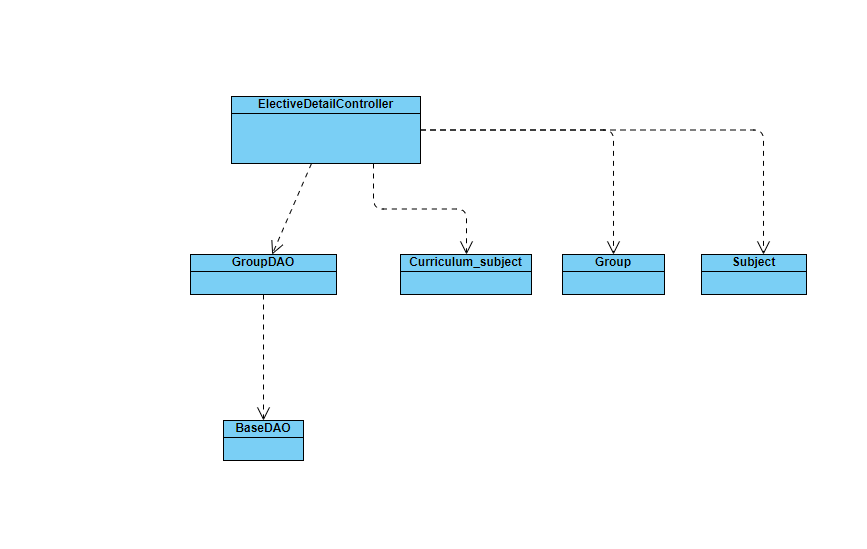 ElectiveDetailController
GroupDAO
Curriculum_subject
Group
Subject
BaseDAO